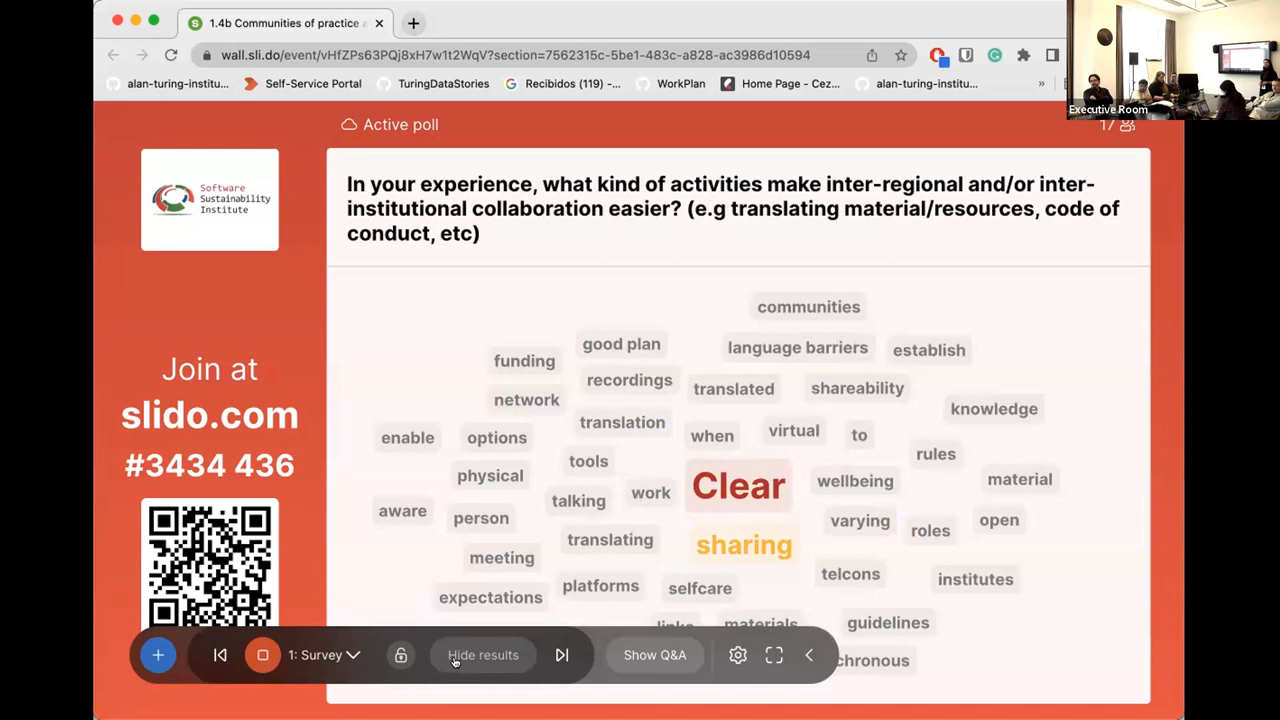 1.4b Communities of practice a
wall.sli.do/event/vHfZPs63PQj8xH7w1t2WqV?section=7562315c-5be1-483c-a828-ac3986d10594
alan-turing-institu...
Self-Service Portal
TuringDataStories
Recibidos (119) -...
WorkPlan
Home Page - Cez...
alan-turing-institu...
»
Executive Room
Active poll
17
Software
Sustainability
Institute
In your experience, what kind of activities make inter-regional and/or inter-
institutional collaboration easier? (e.g translating material/resources, code of
conduct, etc)
Join at
slido.com
#3434 436
communities
good plan
language barriers
establish
funding
recordings
translated
shareability
network
knowledge
translation
when
virtual
to
enable
options
rules
tools
physical
work
Clear
wellbeing
material
talking
aware
person
varying
roles
open
translating
sharing
meeting
telcons
institutes
platforms
selfcare
expectations
links
materials
guidelines
chronous
1: Survey
Hide results
Show Q&A